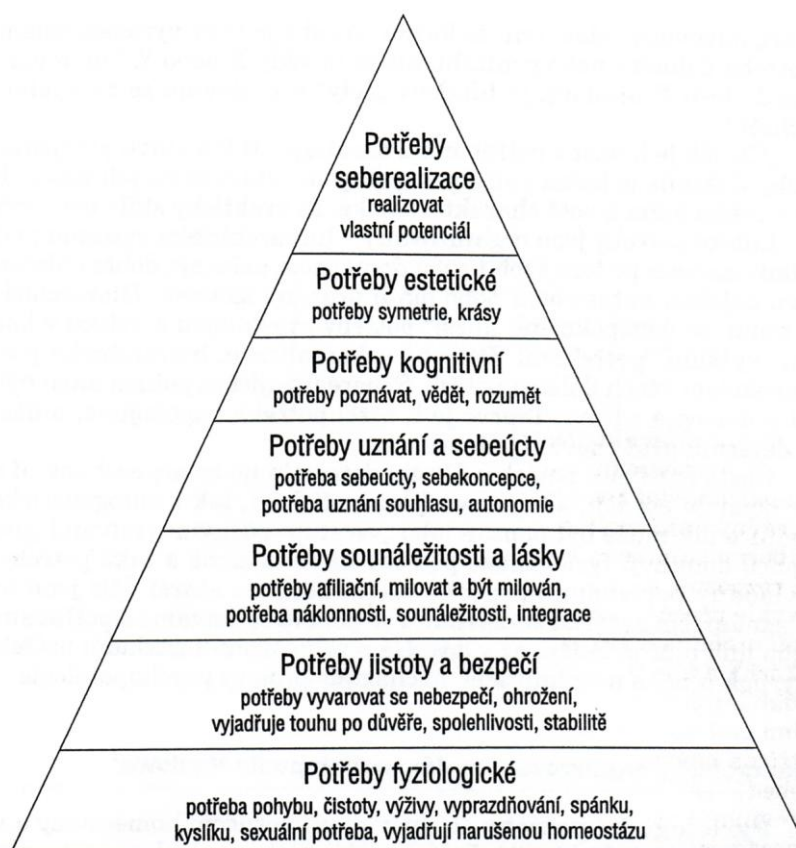 Potřeby
seberealizace
realizovat
vlastní potenciál
Potřeby estetické
potřeby symetrie, krásy
Potřeby kognitivní
potřeby poznávat, vědět, rozumět
Potřeby uznání a sebeúcty
potřeba sebeúcty, sebekoncepce,
potřeba uznání souhlasu, autonomie
Potřeby sounáležitosti a lásky
potřeby afiliační, milovat a být milován,
potřeba náklonnosti, sounáležitosti, integrace
Potřeby jistoty a bezpečí
potřeby vyvarovat se nebezpečí, ohrožení,
vyjadřuje touhu po důvěře, spolehlivosti, stabilitě
Potřeby fyziologické
potřeba pohybu, čistoty, výživy, vyprazdňování, spánku,
kyslíku, sexuální potřeba, vyjadřují narušenou homeostázu